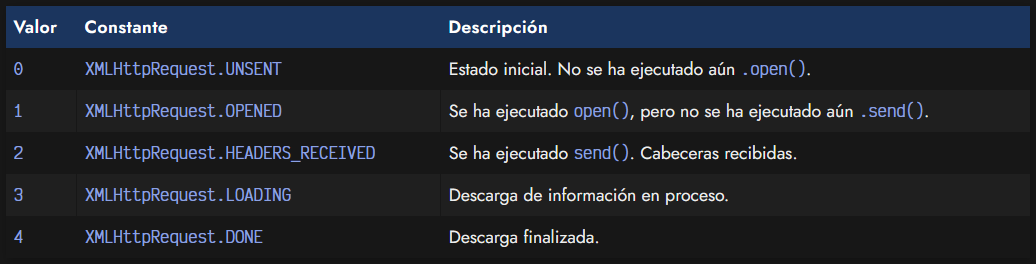 Valor Constante Descripción
0 XMLHttpRequest.UNSENT Estado inicial. No se ha ejecutado aún .open().
1 XMLHttpRequest.OPENED Se ha ejecutado open(), pero no se ha ejecutado aún .send().
2 XMLHttpRequest.HEADERS_RECEIVED Se ha ejecutado send(). Cabeceras recibidas.
3 XMLHttpRequest.LOADING Descarga de información en proceso.
4 XMLHttpRequest.DONE Descarga finalizada.